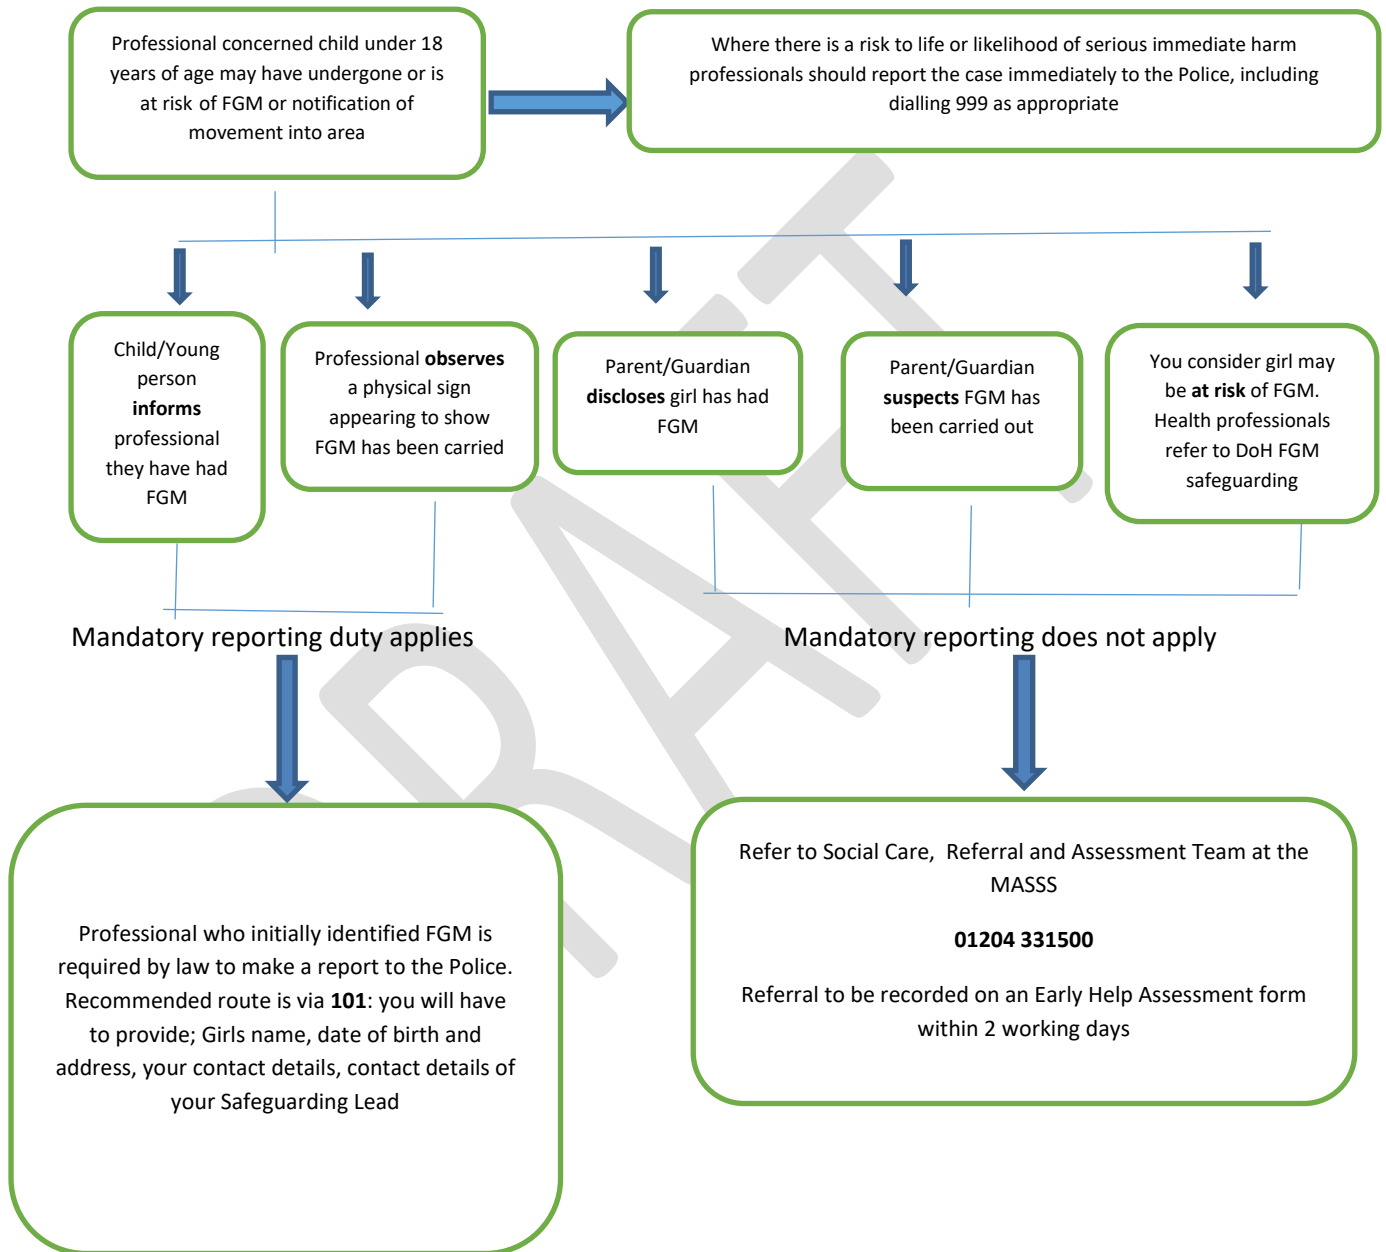 Professional concerned child under 18
years of age may have undergone or is
at risk of FGM or notification of
movement into area
Where there is a risk to life or likelihood of serious immediate harm
professionals should report the case immediately to the Police, including
dialling 999 as appropriate
Child/Young
person
informs
professional
they have had
FGM
Professional observes
a physical sign
appearing to show
FGM has been carried
Parent/Guardian
discloses girl has had
FGM
Parent/Guardian
suspects FGM has
been carried out
You consider girl may
be at risk of FGM.
Health professionals
refer to DoH FGM
safeguarding
Mandatory reporting duty applies
Mandatory reporting does not apply
Professional who initially identified FGM is
required by law to make a report to the Police.
Recommended route is via 101: you will have
to provide; Girls name, date of birth and
address, your contact details, contact details of
your Safeguarding Lead
Refer to Social Care,  Referral and Assessment Team at the
MASSS
01204 331500
Referral to be recorded on an Early Help Assessment form
within 2 working days
DRAFT.